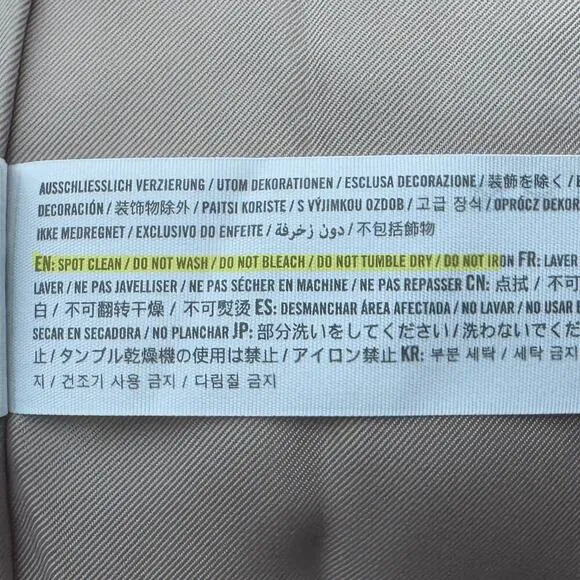 AUSSCHLIESSLICH VERZIERUNG / UTOM DEKORATIONEN / ESCLUSA DECORAZIONE / 装飾を除く /
DECORACIÓN / 装饰物除外 / PAITSI KORISTE / S VÝJIMKOU OZDOB / 고급 장식 / OPRÓCZ DEKOR
IKKE MEDREGNET / EXCLUSIVO DO ENFEITE / دون زخرفة / 不包括飾物
EN: SPOT CLEAN / DO NOT WASH / DO NOT BLEACH / DO NOT TUMBLE DRY / DO NOT IRON FR: LAVER
LAVER / NE PAS JAVELLISER / NE PAS SÉCHER EN MACHINE / NE PAS REPASSER CN: 点拭 / 不可
白 / 不可翻转干燥 / 不可熨烫 ES: DESMANCHAR ÁREA AFECTADA / NO LAVAR / NO USAR
SECAR EN SECADORA / NO PLANCHAR JP: 部分洗いをしてください / 洗わないでくだ
止 / タンブル乾燥機の使用は禁止 / アイロン禁止 KR: 부분 세탁 / 세탁 금지
지 / 건조기 사용 금지 / 다림질 금지